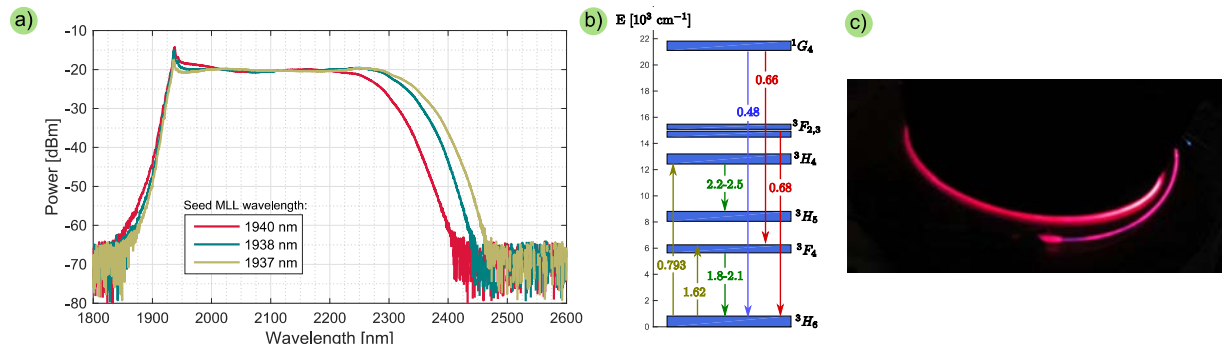 a)
-10
-20
-30
-40
-50
-60
-70
-80
Power [dBm]
Seed MLL wavelength:
1940 nm
1938 nm
1937 nm
1800 1900 2000 2100 2200 2300 2400 2500 2600
Wavelength [nm]
b) E [10³ cm⁻¹]
22
20
18
16
14
12
10
8
6
4
2
0
¹G₄
0.66
0.48
³F₂,₃
³H₄
2.2-2.5
0.68
³H₅
³F₄
0.793
1.8-2.1
1.62
³H₆
c)